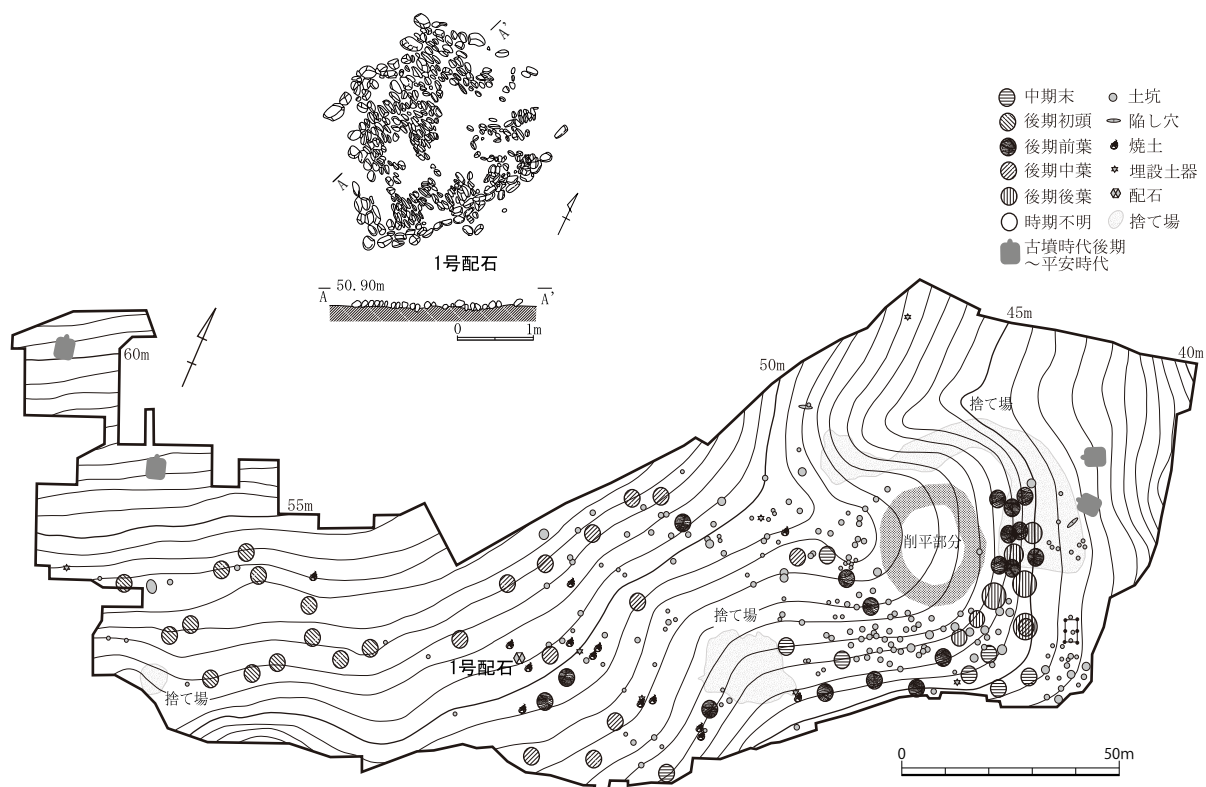 A'
A
1号配石
A 50.90m A'
0 1m
中期末
後期初頭
後期前葉
後期中葉
後期後葉
時期不明
古墳時代後期
～平安時代
土坑
陥し穴
焼土
埋設土器
配石
捨て場
60m
55m
50m
45m
40m
捨て場
削平部分
捨て場
1号配石
捨て場
0 50m